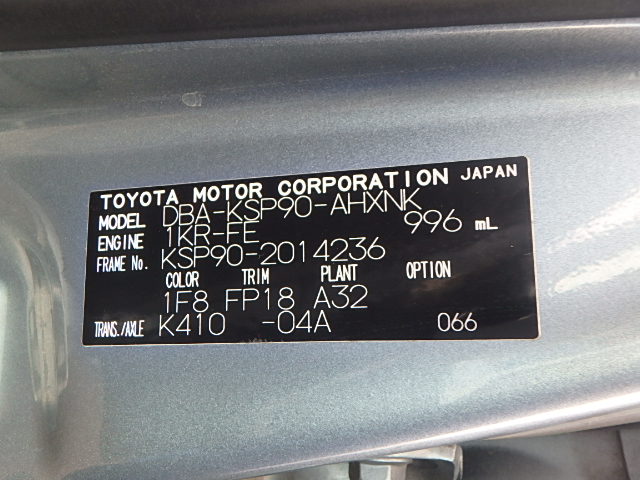 TOYOTA MOTOR CORPORATION JAPAN
MODEL DBA-KSP90-AHXNK
ENGINE 1KR-FE 996 mL
FRAME No. KSP90-2014236
COLOR TRIM PLANT OPTION
1F8 FP18 A32
TRANS./AXLE K410 -04A 066